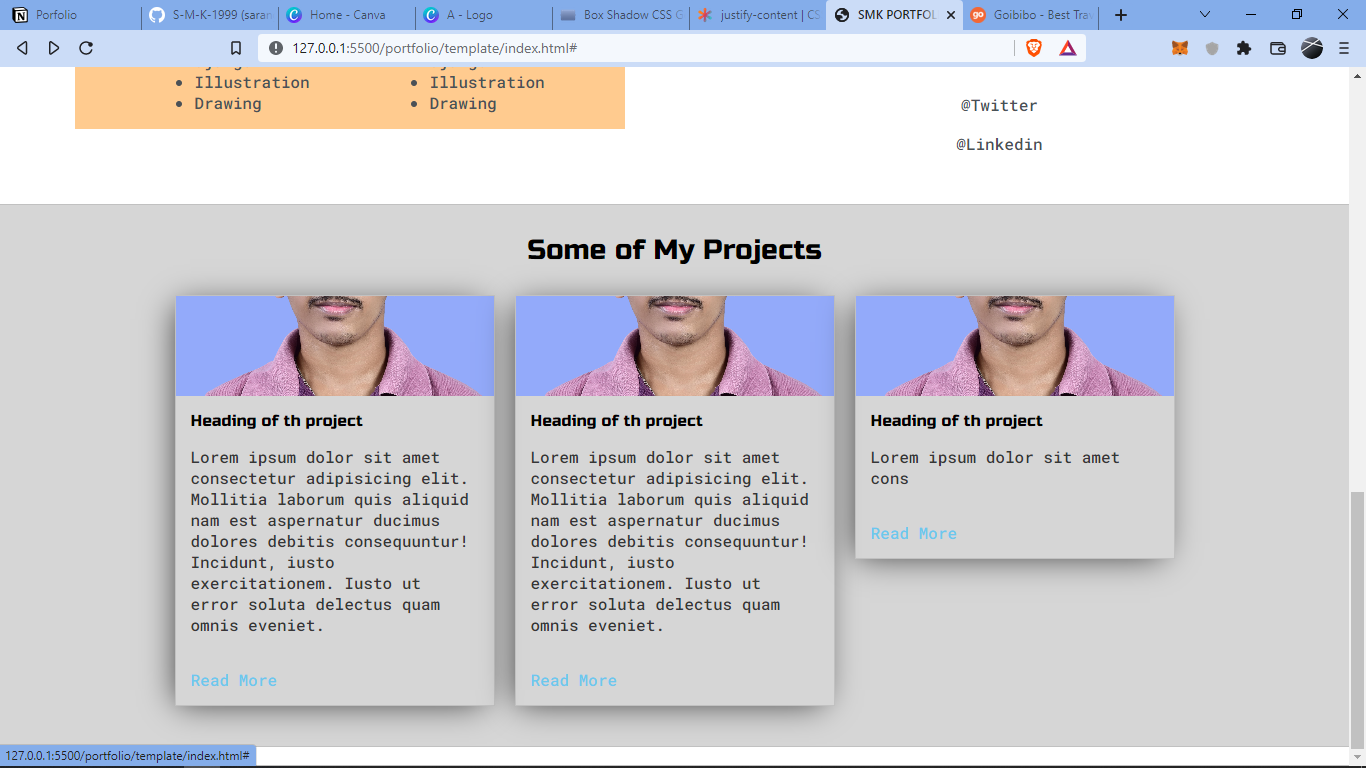 Porfolio
S-M-K-1999 (saran
Home - Canva
A - Logo
Box Shadow CSS G
justify-content | CS
SMK PORTFOL
Goibibo - Best Trav
127.0.0.1:5500/portfolio/template/index.html#
Illustration
Drawing
Illustration
Drawing
@Twitter
@Linkedin
Some of My Projects
Heading of th project
Lorem ipsum dolor sit amet
consectetur adipisicing elit.
Mollitia laborum quis aliquid
nam est aspernatur ducimus
dolores debitis consequuntur!
Incidunt, iusto
exercitationem. Iusto ut
error soluta delectus quam
omnis eveniet.
Read More
Heading of th project
Lorem ipsum dolor sit amet
consectetur adipisicing elit.
Mollitia laborum quis aliquid
nam est aspernatur ducimus
dolores debitis consequuntur!
Incidunt, iusto
exercitationem. Iusto ut
error soluta delectus quam
omnis eveniet.
Read More
Heading of th project
Lorem ipsum dolor sit amet
cons
Read More
127.0.0.1:5500/portfolio/template/index.html#